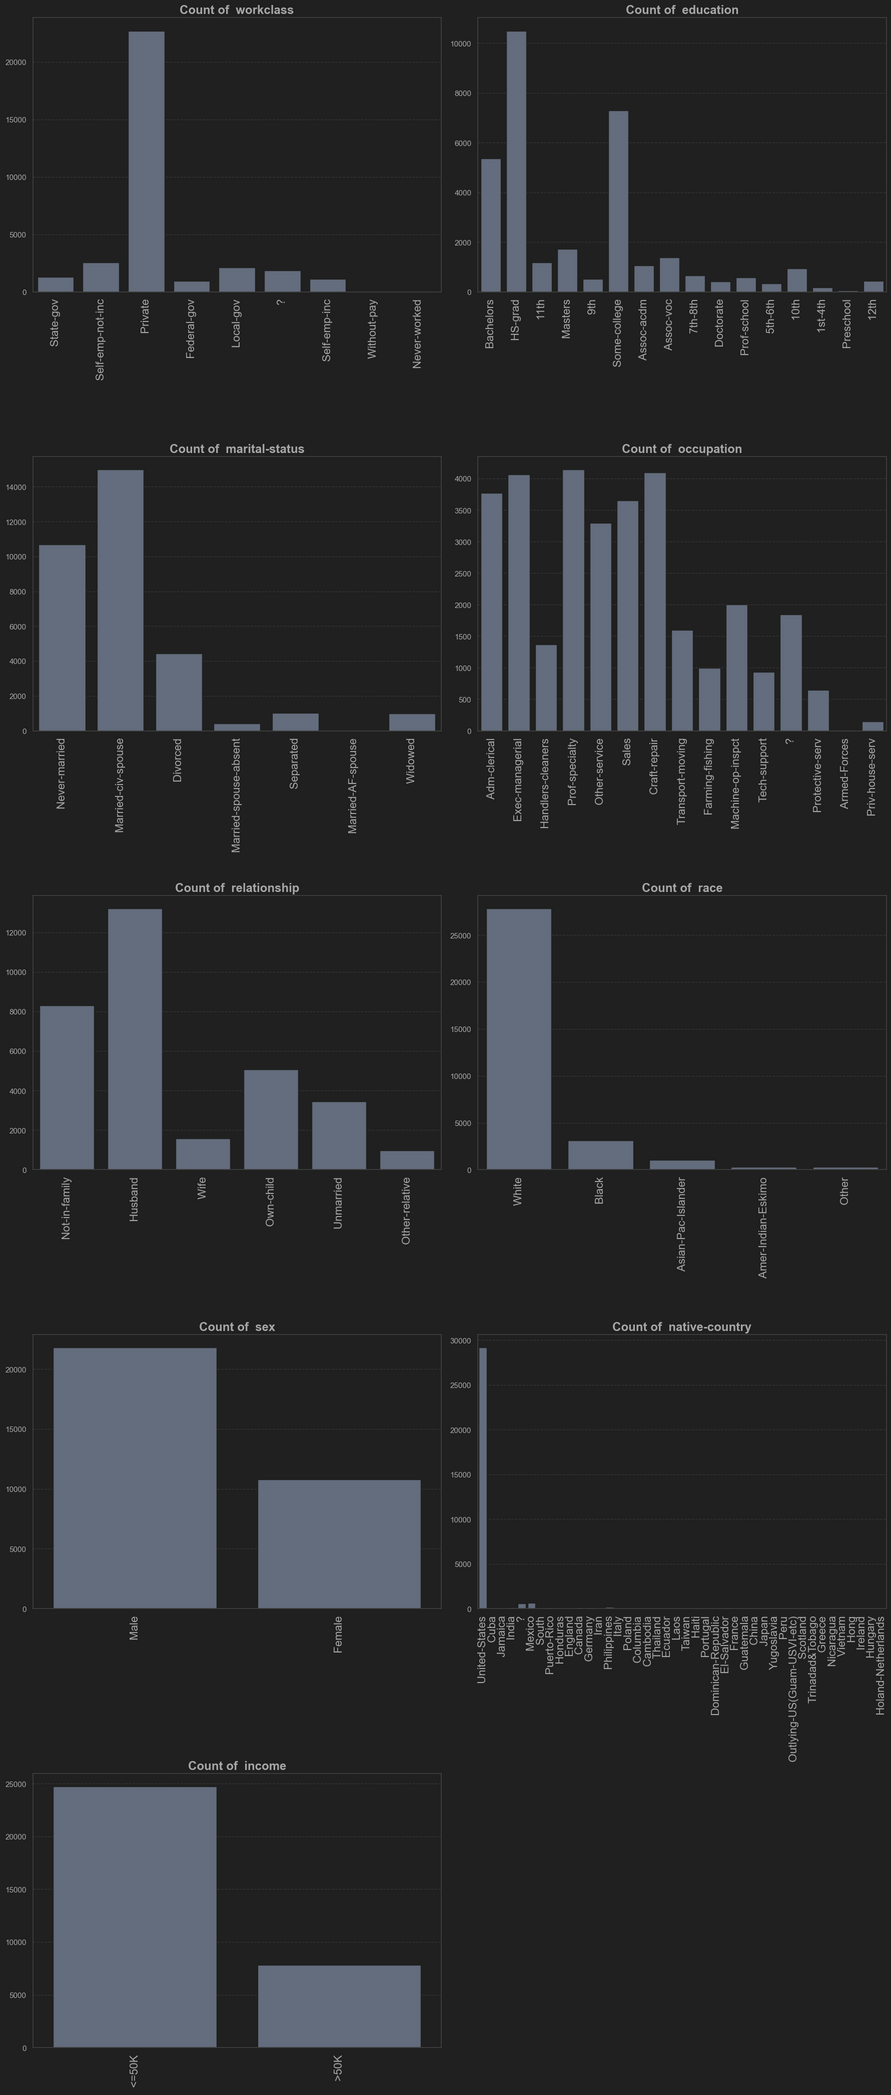 Count of  workclass
20000
15000
10000
5000
0
State-gov
Self-emp-not-inc
Private
Federal-gov
Local-gov
?
Self-emp-inc
Without-pay
Never-worked
Count of  education
10000
8000
6000
4000
2000
0
Bachelors
HS-grad
11th
Masters
9th
Some-college
Assoc-acdm
Assoc-voc
7th-8th
Doctorate
Prof-school
5th-6th
10th
1st-4th
Preschool
12th
Count of  marital-status
14000
12000
10000
8000
6000
4000
2000
0
Never-married
Married-civ-spouse
Divorced
Married-spouse-absent
Separated
Married-AF-spouse
Widowed
Count of  occupation
4000
3500
3000
2500
2000
1500
1000
500
0
Adm-clerical
Exec-managerial
Handlers-cleaners
Prof-specialty
Other-service
Sales
Craft-repair
Transport-moving
Farming-fishing
Machine-op-inspct
Tech-support
?
Protective-serv
Armed-Forces
Priv-house-serv
Count of  relationship
12000
10000
8000
6000
4000
2000
0
Not-in-family
Husband
Wife
Own-child
Unmarried
Other-relative
Count of  race
25000
20000
15000
10000
5000
0
White
Black
Asian-Pac-Islander
Amer-Indian-Eskimo
Other
Count of  sex
20000
15000
10000
5000
0
Male
Female
Count of  native-country
30000
25000
20000
15000
10000
5000
0
United-States
Cuba
Jamaica
India
?
Mexico
South
Puerto-Rico
Honduras
England
Canada
Germany
Iran
Philippines
Italy
Poland
Columbia
Cambodia
Thailand
Ecuador
Laos
Taiwan
Haiti
Portugal
Dominican-Republic
El-Salvador
France
Guatemala
China
Japan
Yugoslavia
Peru
Outlying-US(Guam-USVI-etc)
Scotland
Trinadad&Tobago
Greece
Nicaragua
Vietnam
Hong
Ireland
Hungary
Holand-Netherlands
Count of  income
25000
20000
15000
10000
5000
0
<=50K
>50K